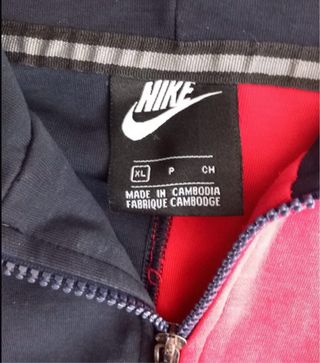 NIKE
XL P CH
MADE IN CAMBODIA
FABRIQUE CAMBODGE